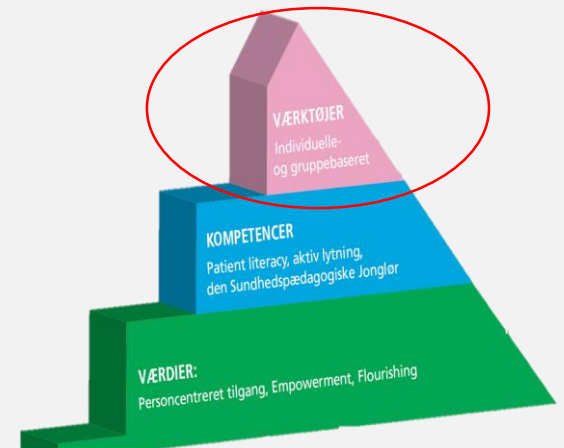 VÆRKTØJER
Individuelle-
og gruppebaseret
KOMPETENCER
Patient literacy, aktiv lytning,
den Sundhedspædagogiske Jonglør
VÆRDIER:
Personcentreret tilgang, Empowerment, Flourishing